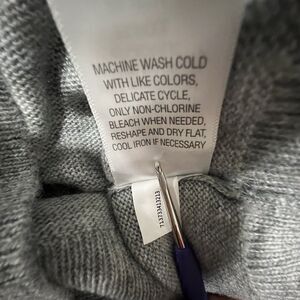 MACHINE WASH COLD
WITH LIKE COLORS,
DELICATE CYCLE,
ONLY NON-CHLORINE
BLEACH WHEN NEEDED,
RESHAPE AND DRY FLAT,
COOL IRON IF NECESSARY